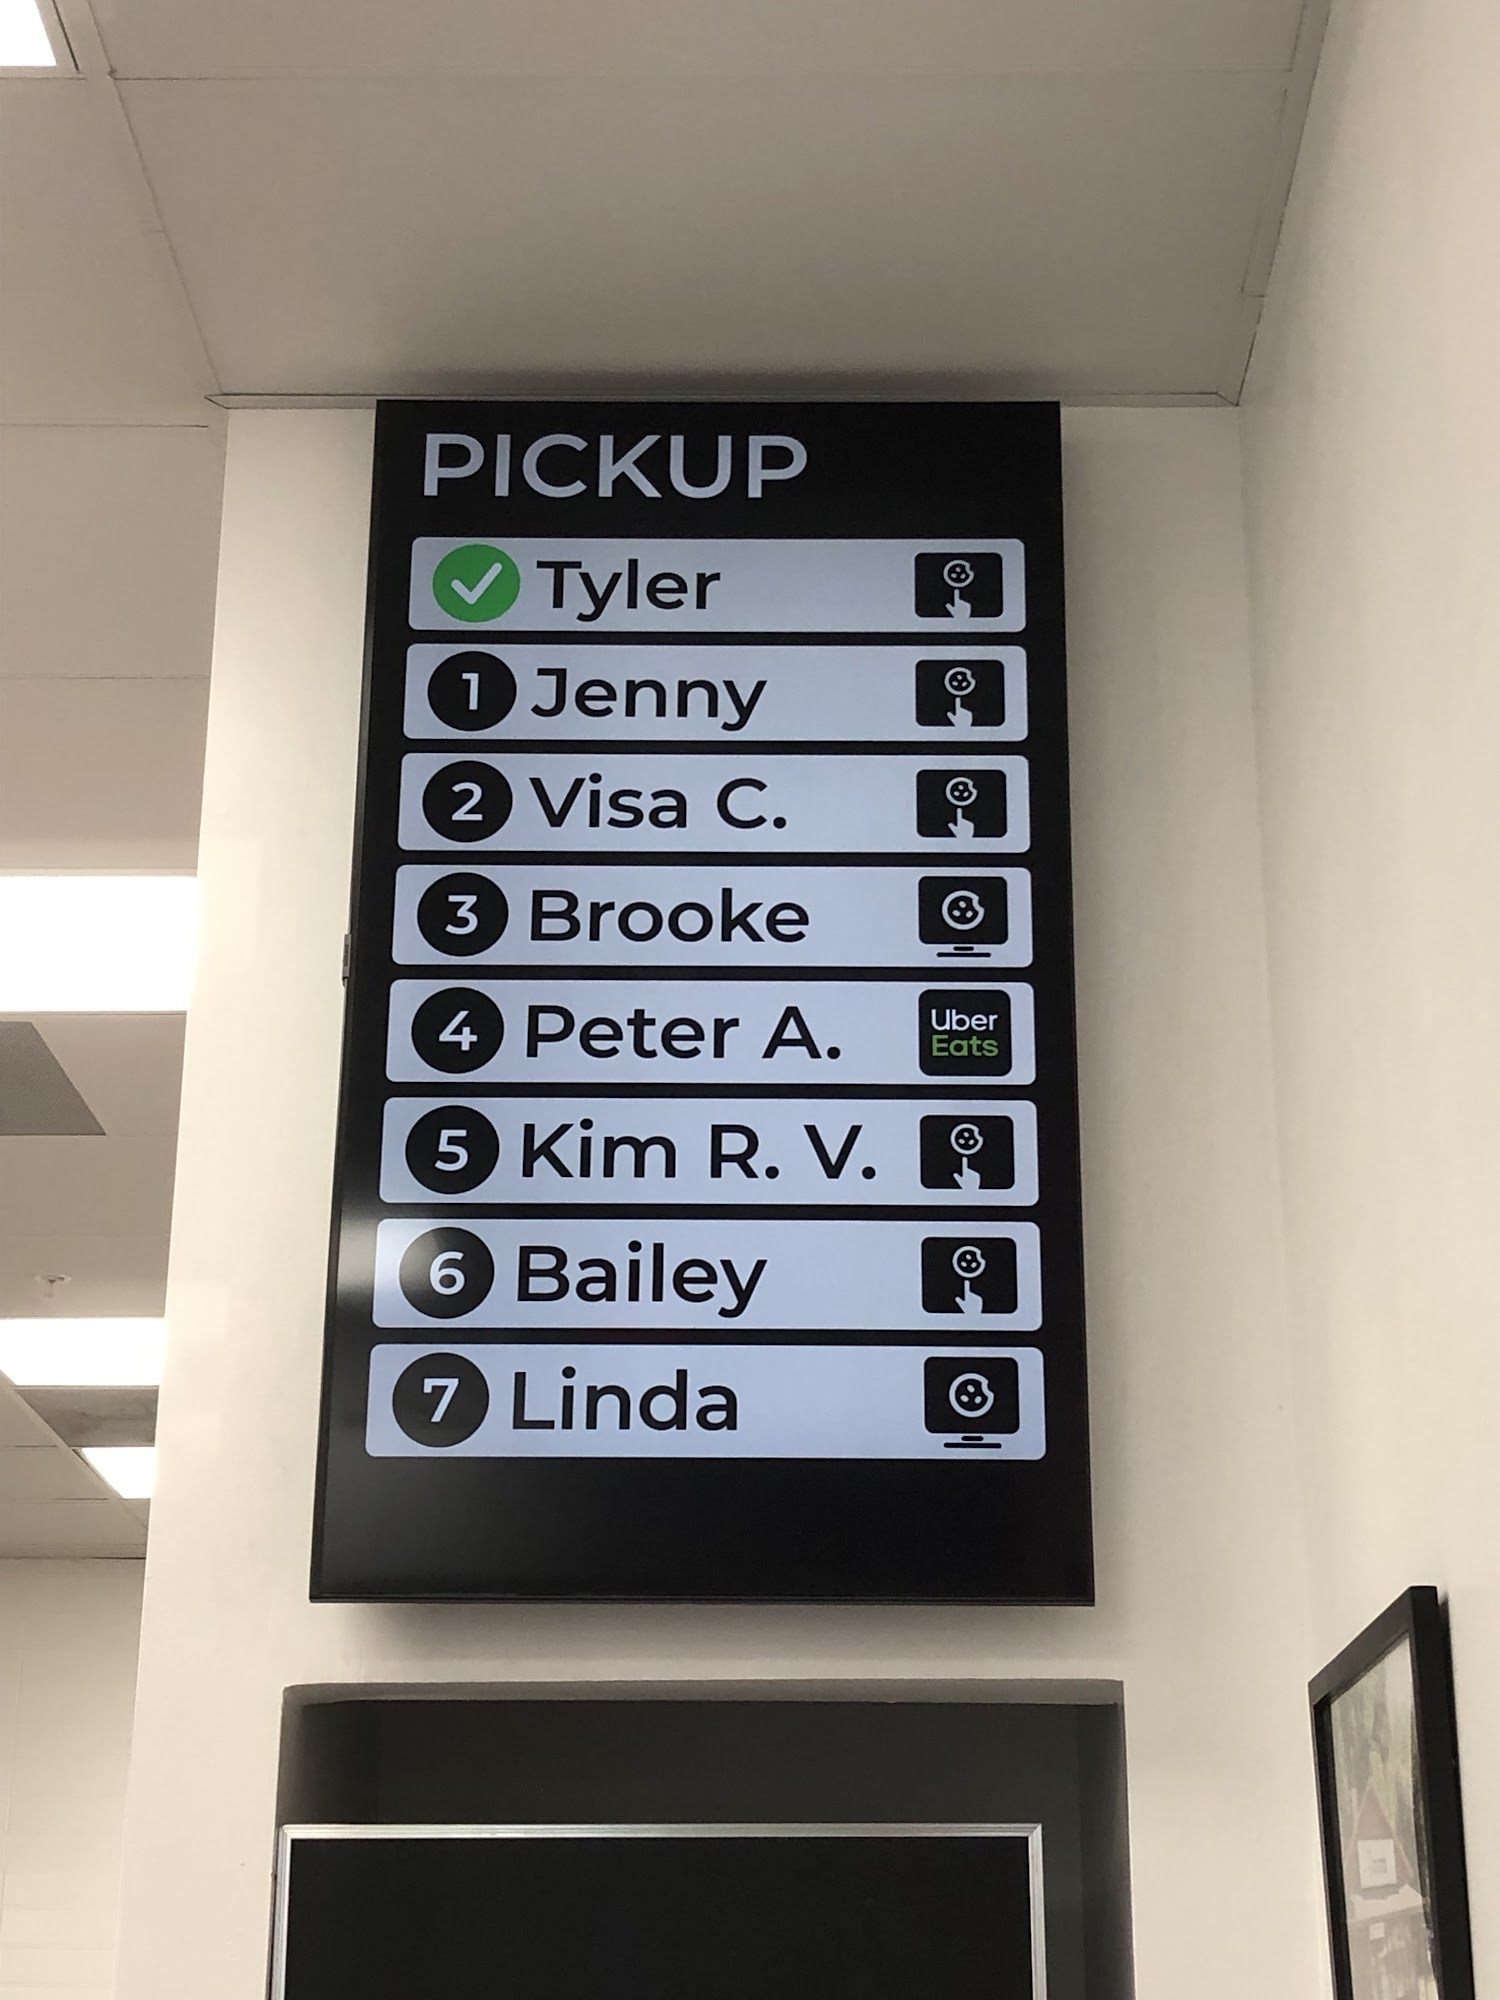 PICKUP
Tyler
1 Jenny
2 Visa C.
3 Brooke
4 Peter A. Uber
Eats
5 Kim R. V.
6 Bailey
7 Linda